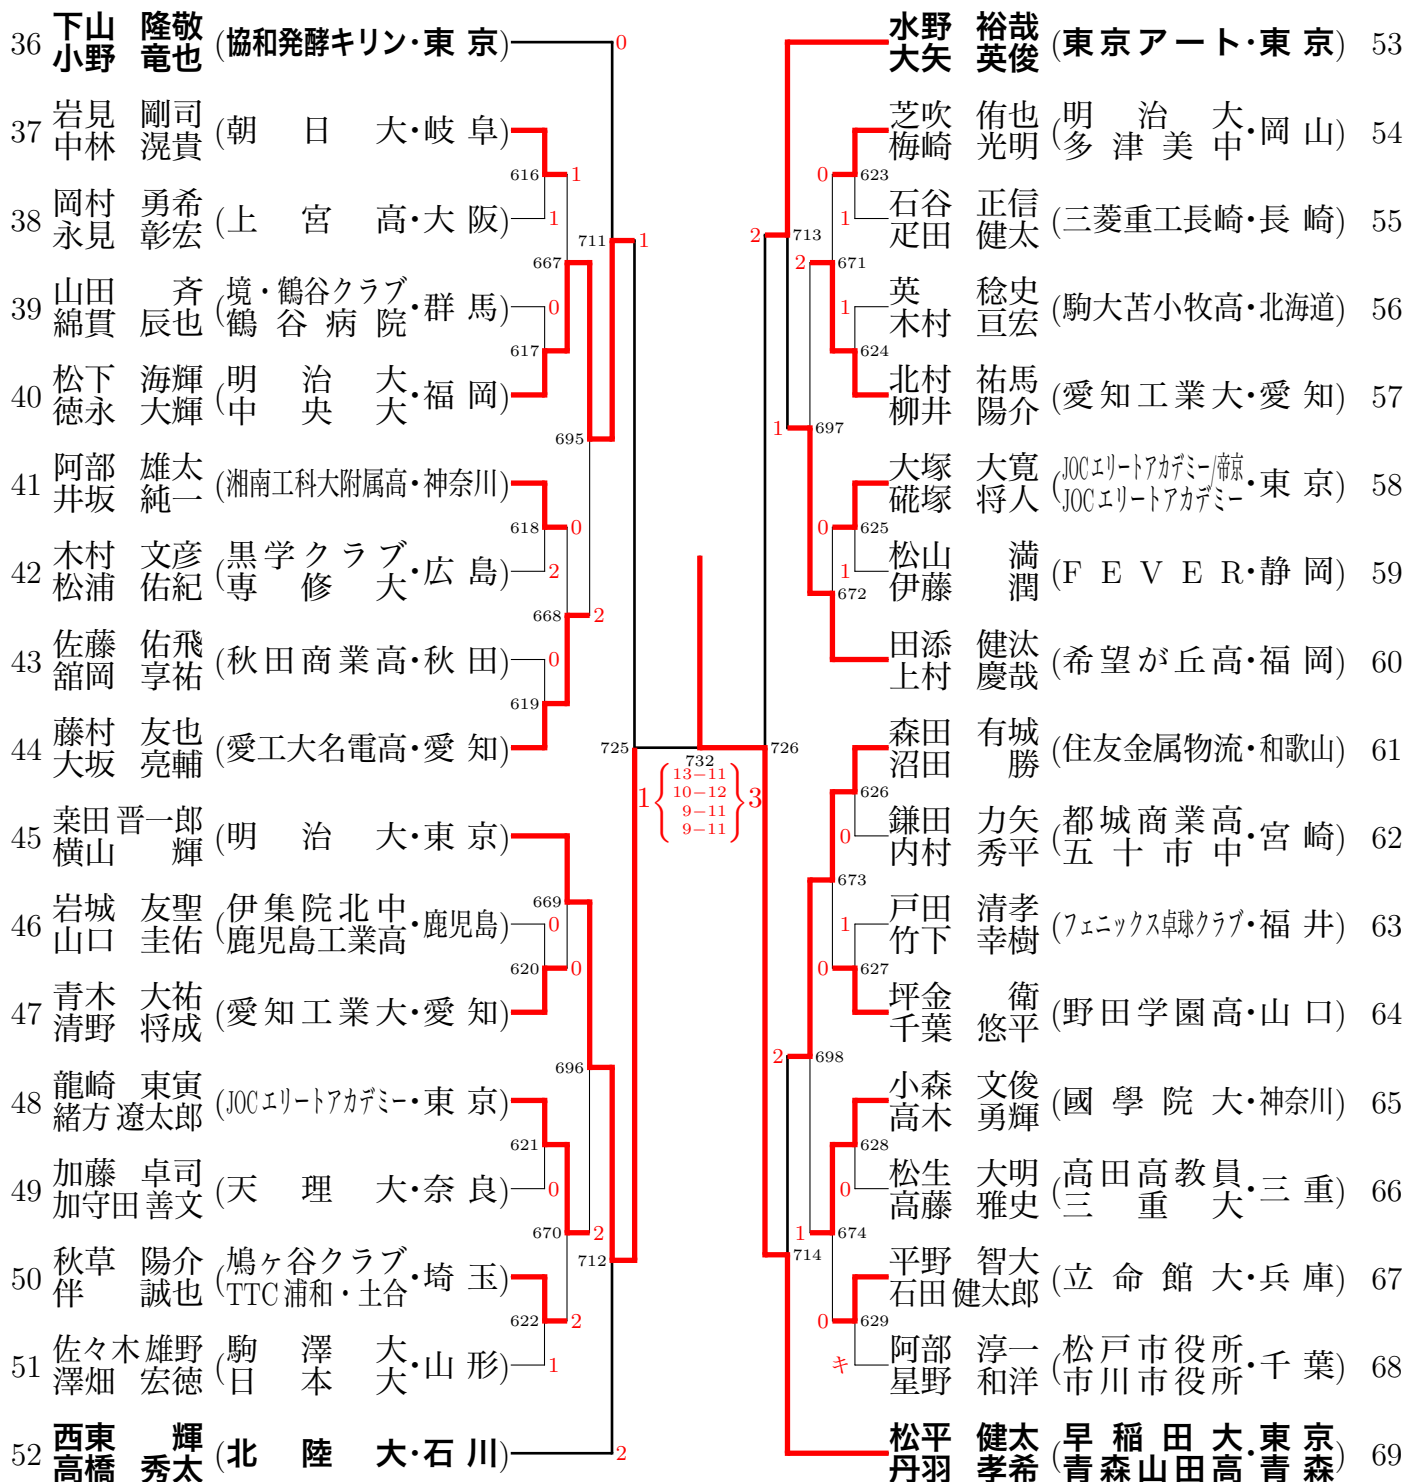 36 下山 隆敬 小野 竜也 (協和発酵キリン・東 京)
37 岩見 剛司 中林 滉貴 (朝日大・岐 阜)
38 岡村 勇希 永見 彰宏 (上宮高・大 阪)
39 山田 斉 綿貫 辰也 (境・鶴谷クラブ 鶴谷病院・群 馬)
40 松下 海輝 徳永 大輝 (明治大 中央大・福 岡)
41 阿部 雄太 井坂 純一 (湘南工科大附属高・神奈川)
42 木村 文彦 松浦 佑紀 (黒学クラブ 専修大・広 島)
43 佐藤 佑飛 舘岡 享祐 (秋田商業高・秋 田)
44 藤村 友也 大坂 亮輔 (愛工大名電高・愛 知)
45 桒田 晋一郎 横山 輝 (明治大・東 京)
46 岩城 友聖 山口 圭佑 (伊集院北中 鹿児島工業高・鹿児島)
47 青木 大祐 清野 将成 (愛知工業大・愛 知)
48 龍崎 東寅 緒方 遼太郎 (JOCエリートアカデミー・東 京)
49 加藤 卓司 加守田 善文 (天理大・奈 良)
50 秋草 陽介 伴 誠也 (鳩ヶ谷クラブ TTC浦和・土合・埼 玉)
51 佐々木 雄野 澤畑 宏徳 (駒澤大 日本大・山 形)
52 西東 輝 高橋 秀太 (北陸大・石 川)
0
616 1
1
711 1
667
0
617
695
618 0
2
668 2
0
619
725
669
0
620 0
696
621
0
670 2
712
622 2
1
2
732
1 { 13-11 10-12 9-11 9-11 } 3
水野 裕哉 大矢 英俊 (東京アート・東 京) 53
芝吹 侑也 梅崎 光明 (明治大 多津美中・岡 山) 54
石谷 正信 疋田 健太 (三菱重工長崎・長 崎) 55
英 稔史 木村 亘宏 (駒大苫小牧高・北海道) 56
北村 祐馬 柳井 陽介 (愛知工業大・愛 知) 57
大塚 大寛 硴塚 将人 (JOCエリートアカデミー/帝京 JOCエリートアカデミー・東 京) 58
松山 満 伊藤 潤 (FEVER・静 岡) 59
田添 健汰 上村 慶哉 (希望が丘高・福 岡) 60
森田 有城 沼田 勝 (住友金属物流・和歌山) 61
鎌田 力矢 内村 秀平 (都城商業高 五十市中・宮 崎) 62
戸田 清孝 竹下 幸樹 (フェニックス卓球クラブ・福 井) 63
坪金 衛 千葉 悠平 (野田学園高・山 口) 64
小森 文俊 高木 勇輝 (國學院大・神奈川) 65
松生 大明 高藤 雅史 (高田高教員 三重大・三 重) 66
平野 智大 石田 健太郎 (立命館大・兵 庫) 67
阿部 淳一 星野 和洋 (松戸市役所 市川市役所・千 葉) 68
松平 健太 丹羽 孝希 (早稲田大 青森山田高・東京 青森) 69
0 623
1
2 713
2 671
1
624
1 697
0 625
1
672
726
626
0
673
1
0 627
2 698
628
0
1 674
714
0 629
キ